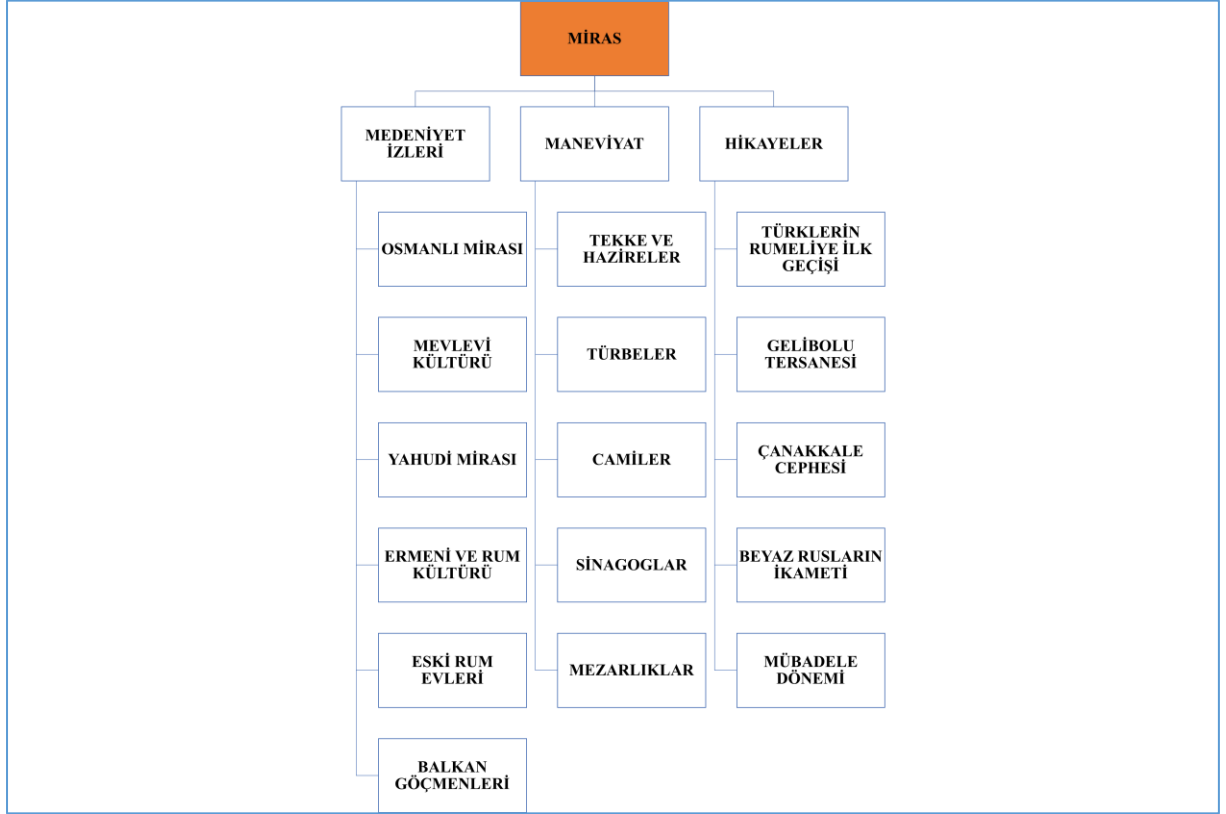 MİRAS
MEDENİYET
İZLERİ
OSMANLI MİRASI
MEVLEVİ
KÜLTÜRÜ
YAHUDİ MİRASI
ERMENİ VE RUM
KÜLTÜRÜ
ESKİ RUM
EVLERİ
BALKAN
GÖÇMENLERİ
MANEVİYAT
TEKKE VE
HAZİRELER
TÜRBELER
CAMİLER
SİNAGOGLAR
MEZARLIKLAR
HİKAYELER
TÜRKLERİN
RUMELİYE İLK
GEÇİŞİ
GELİBOLU
TERSANESİ
ÇANAKKALE
CEPHESİ
BEYAZ RUSLARIN
İKAMETİ
MÜBADELE
DÖNEMİ